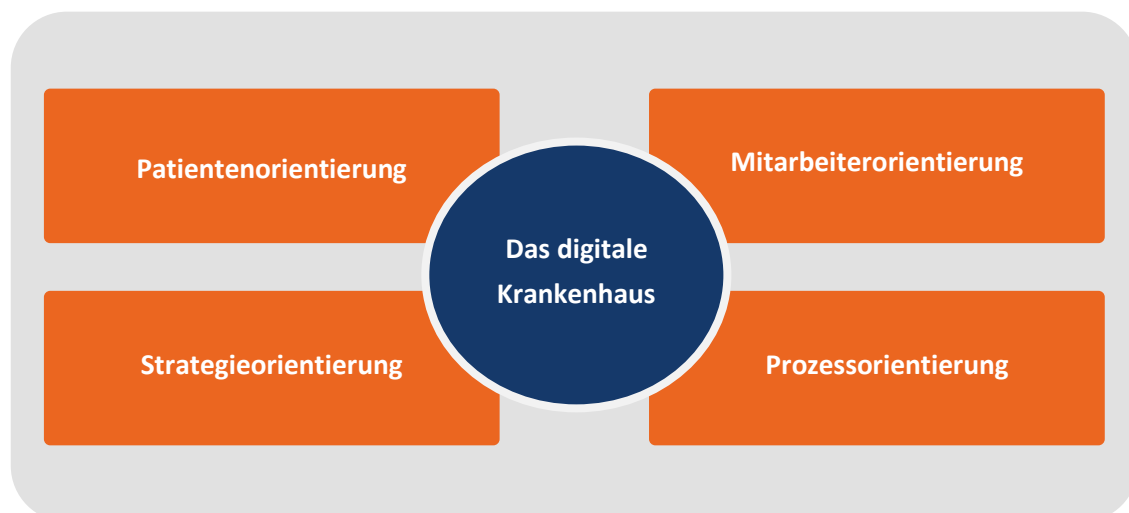 Patientenorientierung
Mitarbeiterorientierung
Das digitale
Krankenhaus
Strategieorientierung
Prozessorientierung